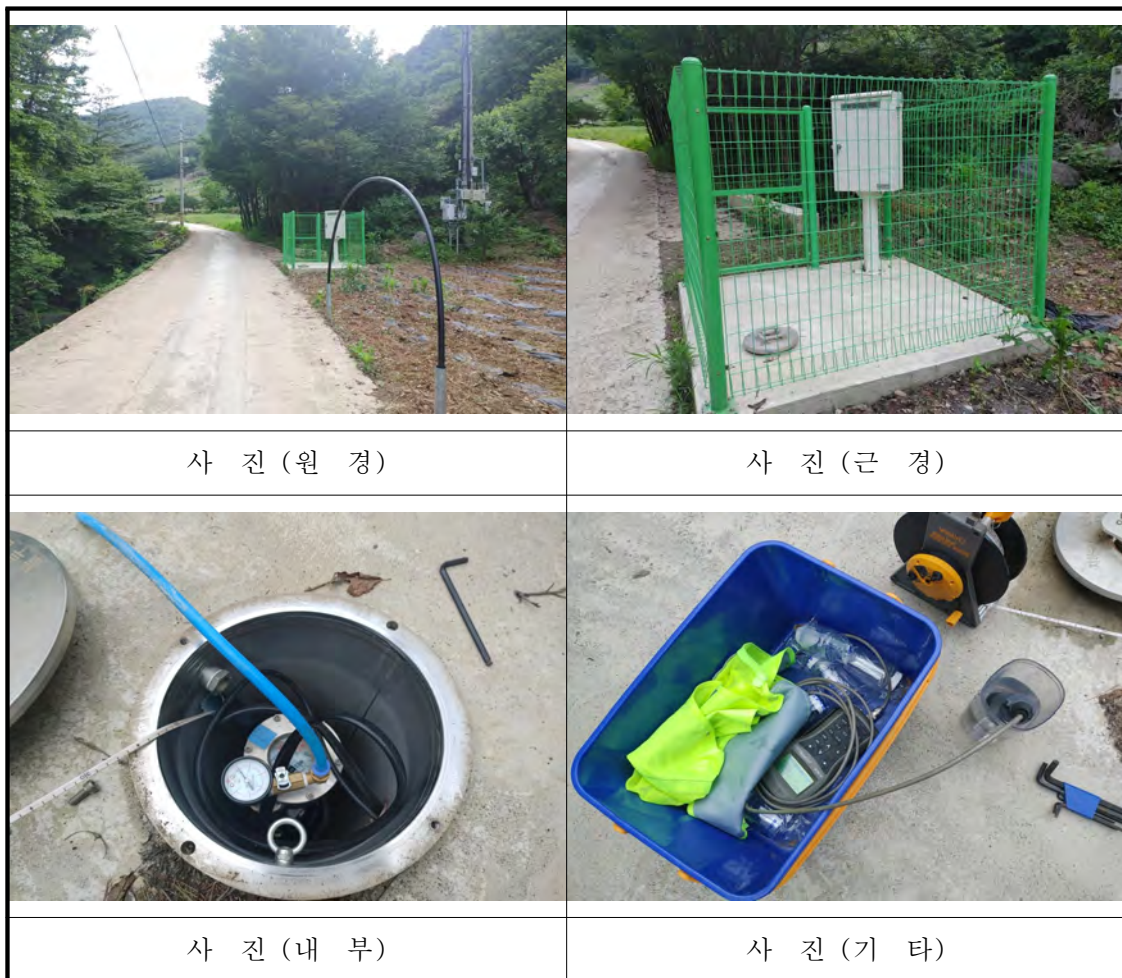 사 진 (원 경)
사 진 (근 경)
사 진 (내 부)
사 진 (기 타)